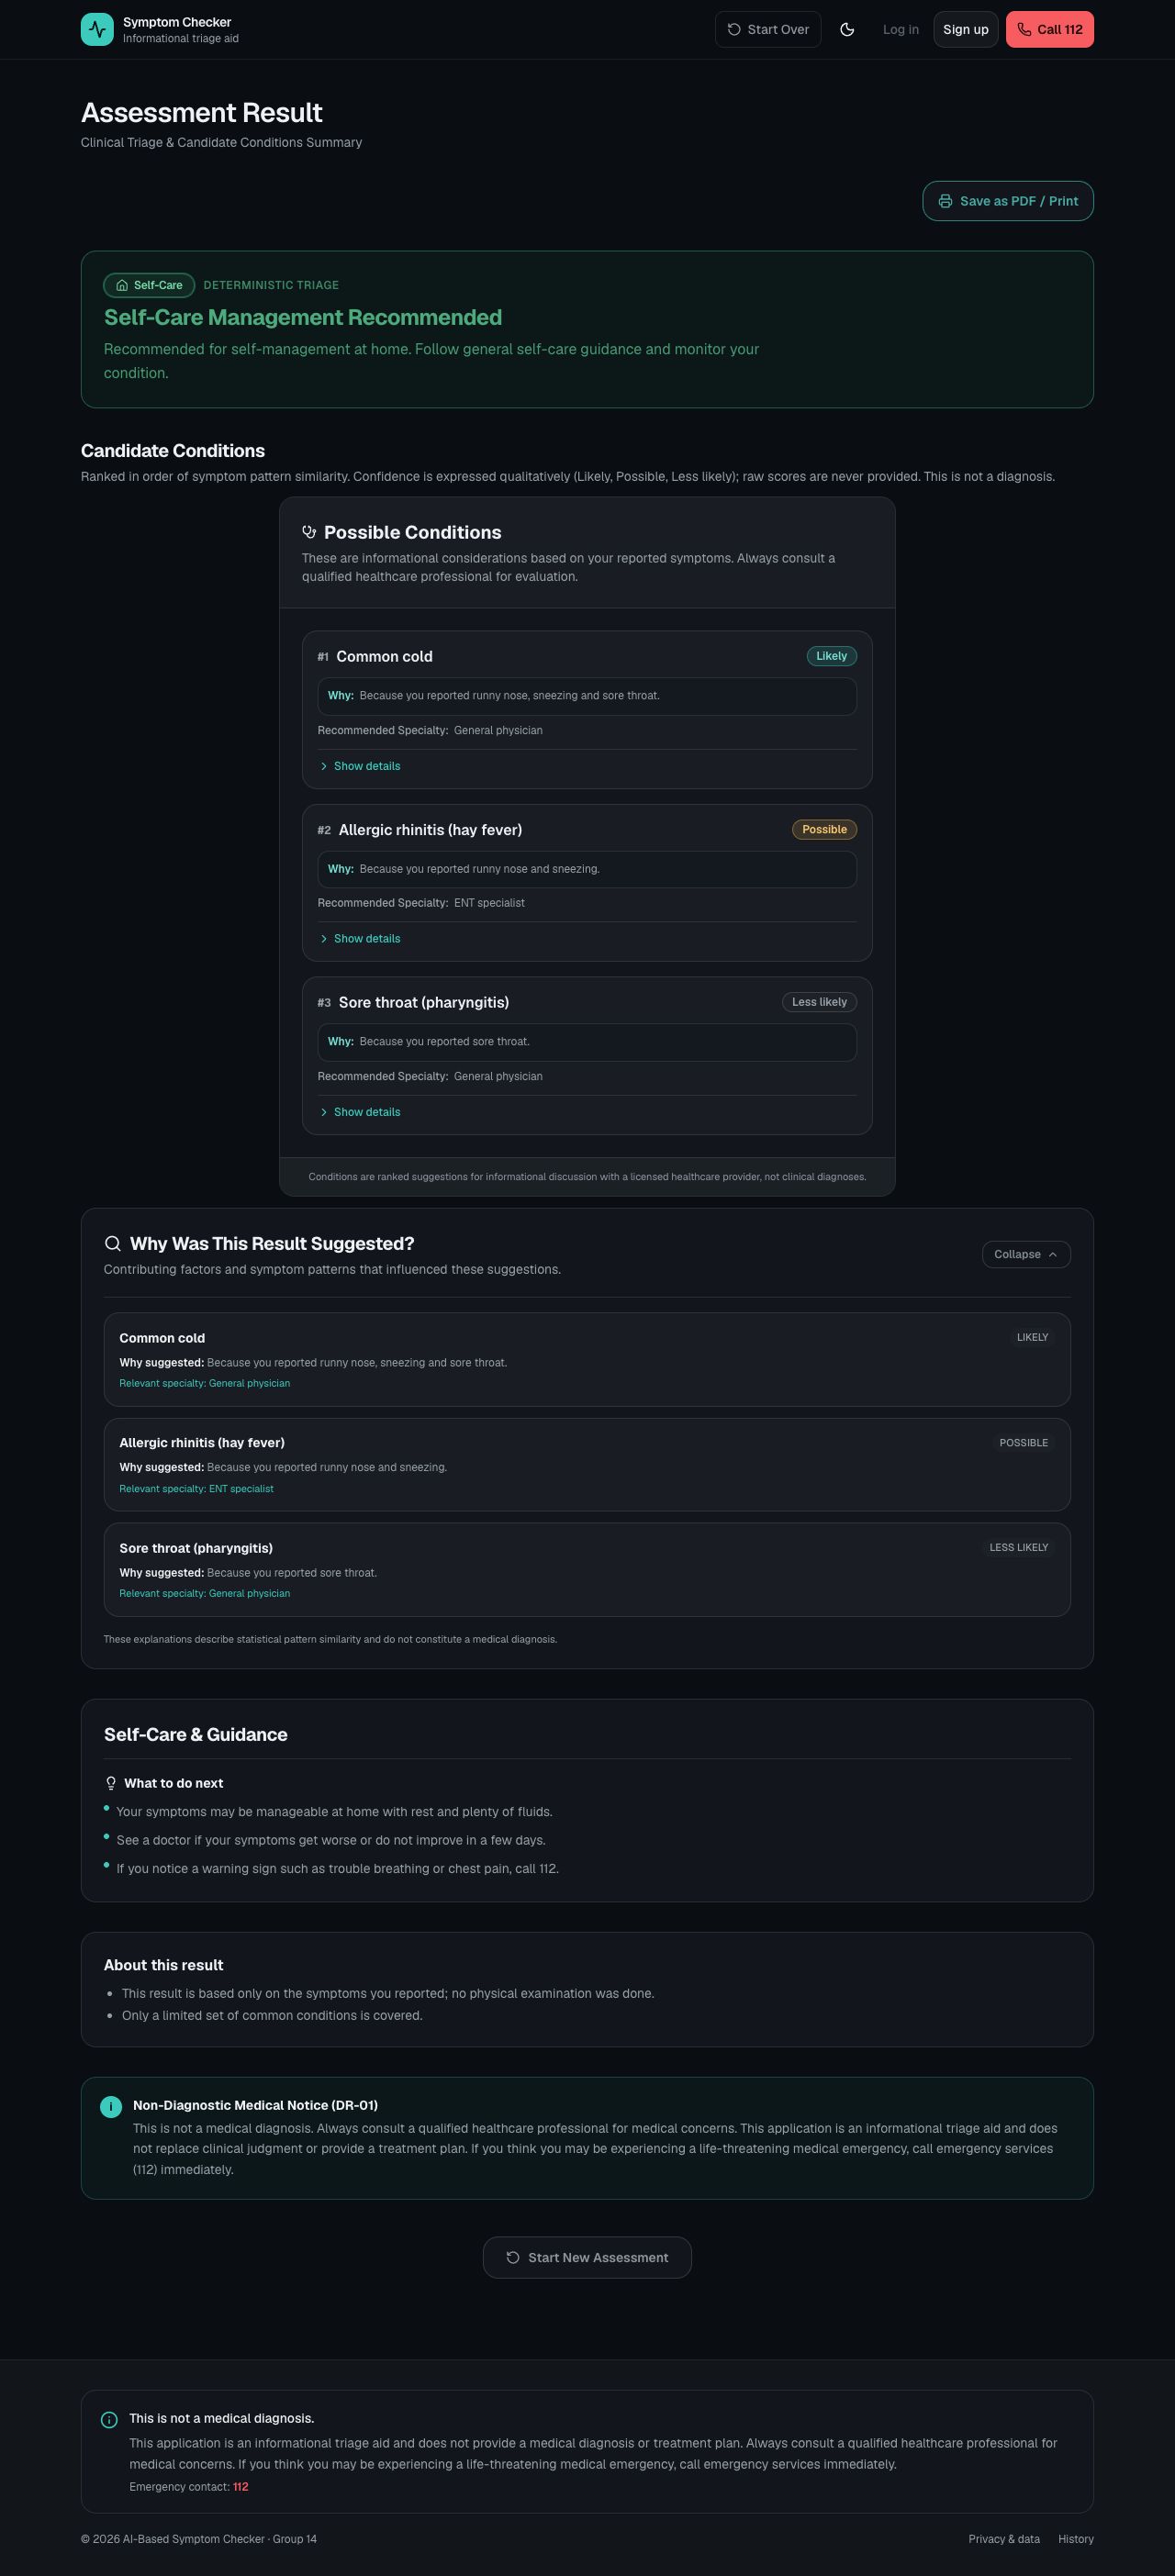 Symptom Checker
Informational triage aid
Start Over
Log in
Sign up
Call 112
Assessment Result
Clinical Triage & Candidate Conditions Summary
Save as PDF / Print
Self-Care
DETERMINISTIC TRIAGE
Self-Care Management Recommended
Recommended for self-management at home. Follow general self-care guidance and monitor your
condition.
Candidate Conditions
Ranked in order of symptom pattern similarity. Confidence is expressed qualitatively (Likely, Possible, Less likely); raw scores are never provided. This is not a diagnosis.
Possible Conditions
These are informational considerations based on your reported symptoms. Always consult a
qualified healthcare professional for evaluation.
#1 Common cold
Likely
Why: Because you reported runny nose, sneezing and sore throat.
Recommended Specialty: General physician
Show details
#2 Allergic rhinitis (hay fever)
Possible
Why: Because you reported runny nose and sneezing.
Recommended Specialty: ENT specialist
Show details
#3 Sore throat (pharyngitis)
Less likely
Why: Because you reported sore throat.
Recommended Specialty: General physician
Show details
Conditions are ranked suggestions for informational discussion with a licensed healthcare provider, not clinical diagnoses.
Why Was This Result Suggested?
Contributing factors and symptom patterns that influenced these suggestions.
Collapse
Common cold
LIKELY
Why suggested: Because you reported runny nose, sneezing and sore throat.
Relevant specialty: General physician
Allergic rhinitis (hay fever)
POSSIBLE
Why suggested: Because you reported runny nose and sneezing.
Relevant specialty: ENT specialist
Sore throat (pharyngitis)
LESS LIKELY
Why suggested: Because you reported sore throat.
Relevant specialty: General physician
These explanations describe statistical pattern similarity and do not constitute a medical diagnosis.
Self-Care & Guidance
What to do next
Your symptoms may be manageable at home with rest and plenty of fluids.
See a doctor if your symptoms get worse or do not improve in a few days.
If you notice a warning sign such as trouble breathing or chest pain, call 112.
About this result
This result is based only on the symptoms you reported; no physical examination was done.
Only a limited set of common conditions is covered.
Non-Diagnostic Medical Notice (DR-01)
This is not a medical diagnosis. Always consult a qualified healthcare professional for medical concerns. This application is an informational triage aid and does
not replace clinical judgment or provide a treatment plan. If you think you may be experiencing a life-threatening medical emergency, call emergency services
(112) immediately.
Start New Assessment
This is not a medical diagnosis.
This application is an informational triage aid and does not provide a medical diagnosis or treatment plan. Always consult a qualified healthcare professional for
medical concerns. If you think you may be experiencing a life-threatening medical emergency, call emergency services immediately.
Emergency contact: 112
© 2026 AI-Based Symptom Checker · Group 14
Privacy & data
History